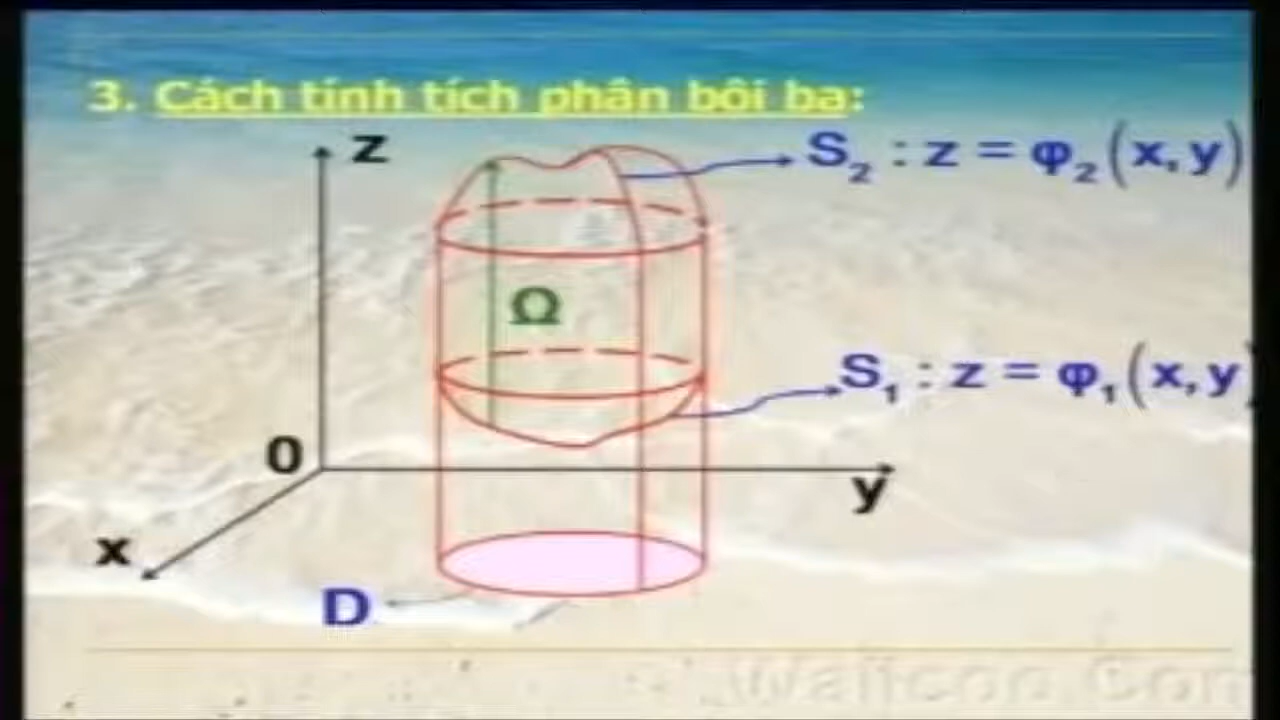 3. Cách tính tích phân bội ba:
z
S₂ : z = φ₂(x,y)
Ω
S₁ : z = φ₁(x,y)
0
y
x
D